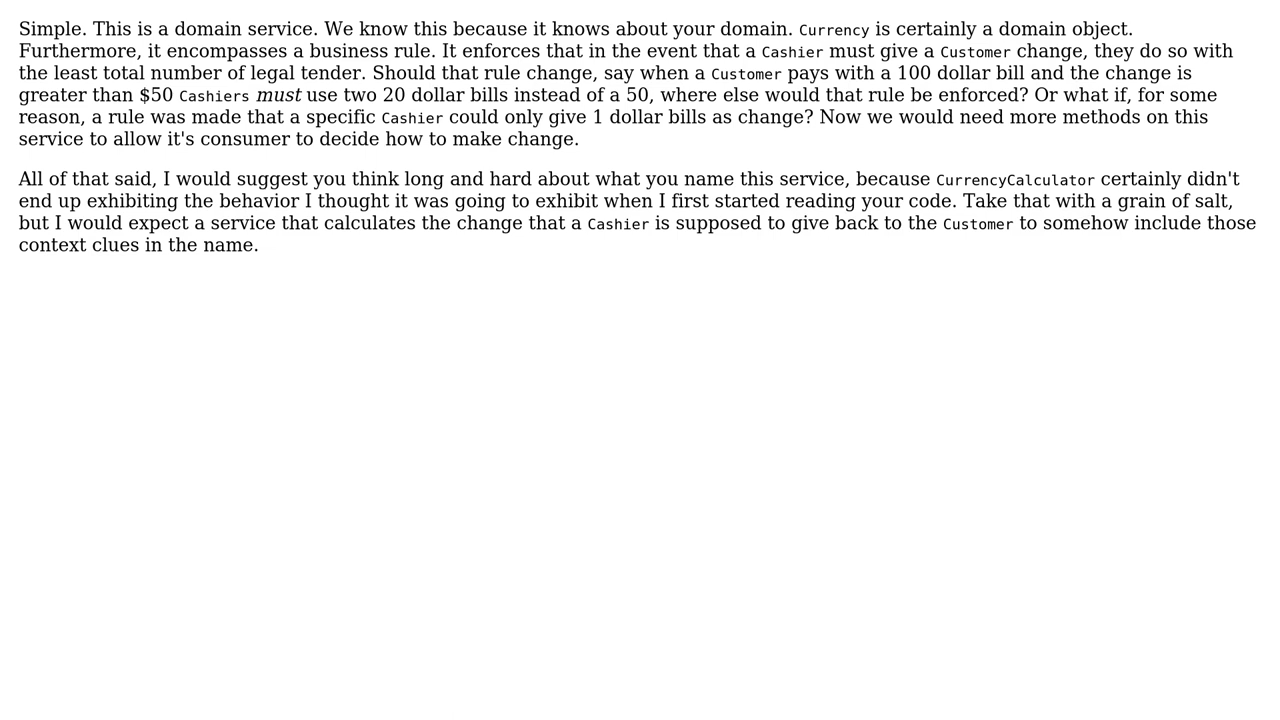 Simple. This is a domain service. We know this because it knows about your domain. Currency is certainly a domain object.
Furthermore, it encompasses a business rule. It enforces that in the event that a Cashier must give a Customer change, they do so with
the least total number of legal tender. Should that rule change, say when a Customer pays with a 100 dollar bill and the change is
greater than $50 Cashiers must use two 20 dollar bills instead of a 50, where else would that rule be enforced? Or what if, for some
reason, a rule was made that a specific Cashier could only give 1 dollar bills as change? Now we would need more methods on this
service to allow it's consumer to decide how to make change.
All of that said, I would suggest you think long and hard about what you name this service, because CurrencyCalculator certainly didn't
end up exhibiting the behavior I thought it was going to exhibit when I first started reading your code. Take that with a grain of salt,
but I would expect a service that calculates the change that a Cashier is supposed to give back to the Customer to somehow include those
context clues in the name.